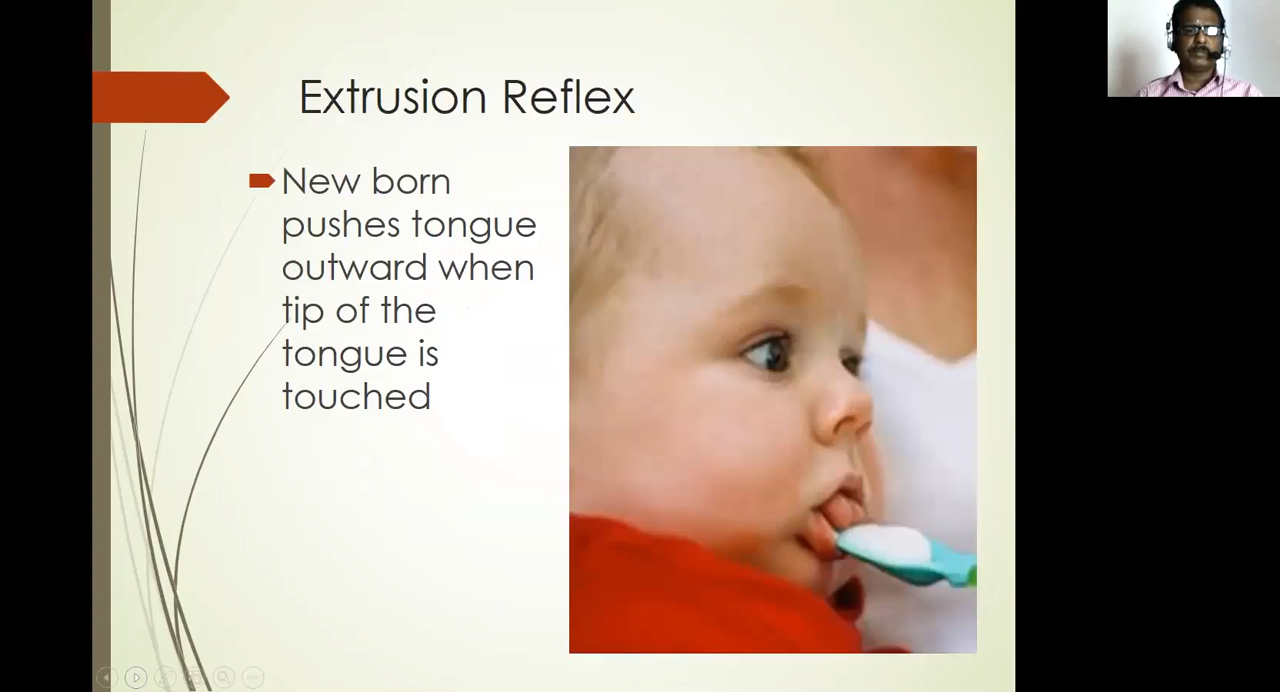 Extrusion Reflex
New born
pushes tongue
outward when
tip of the
tongue is
touched